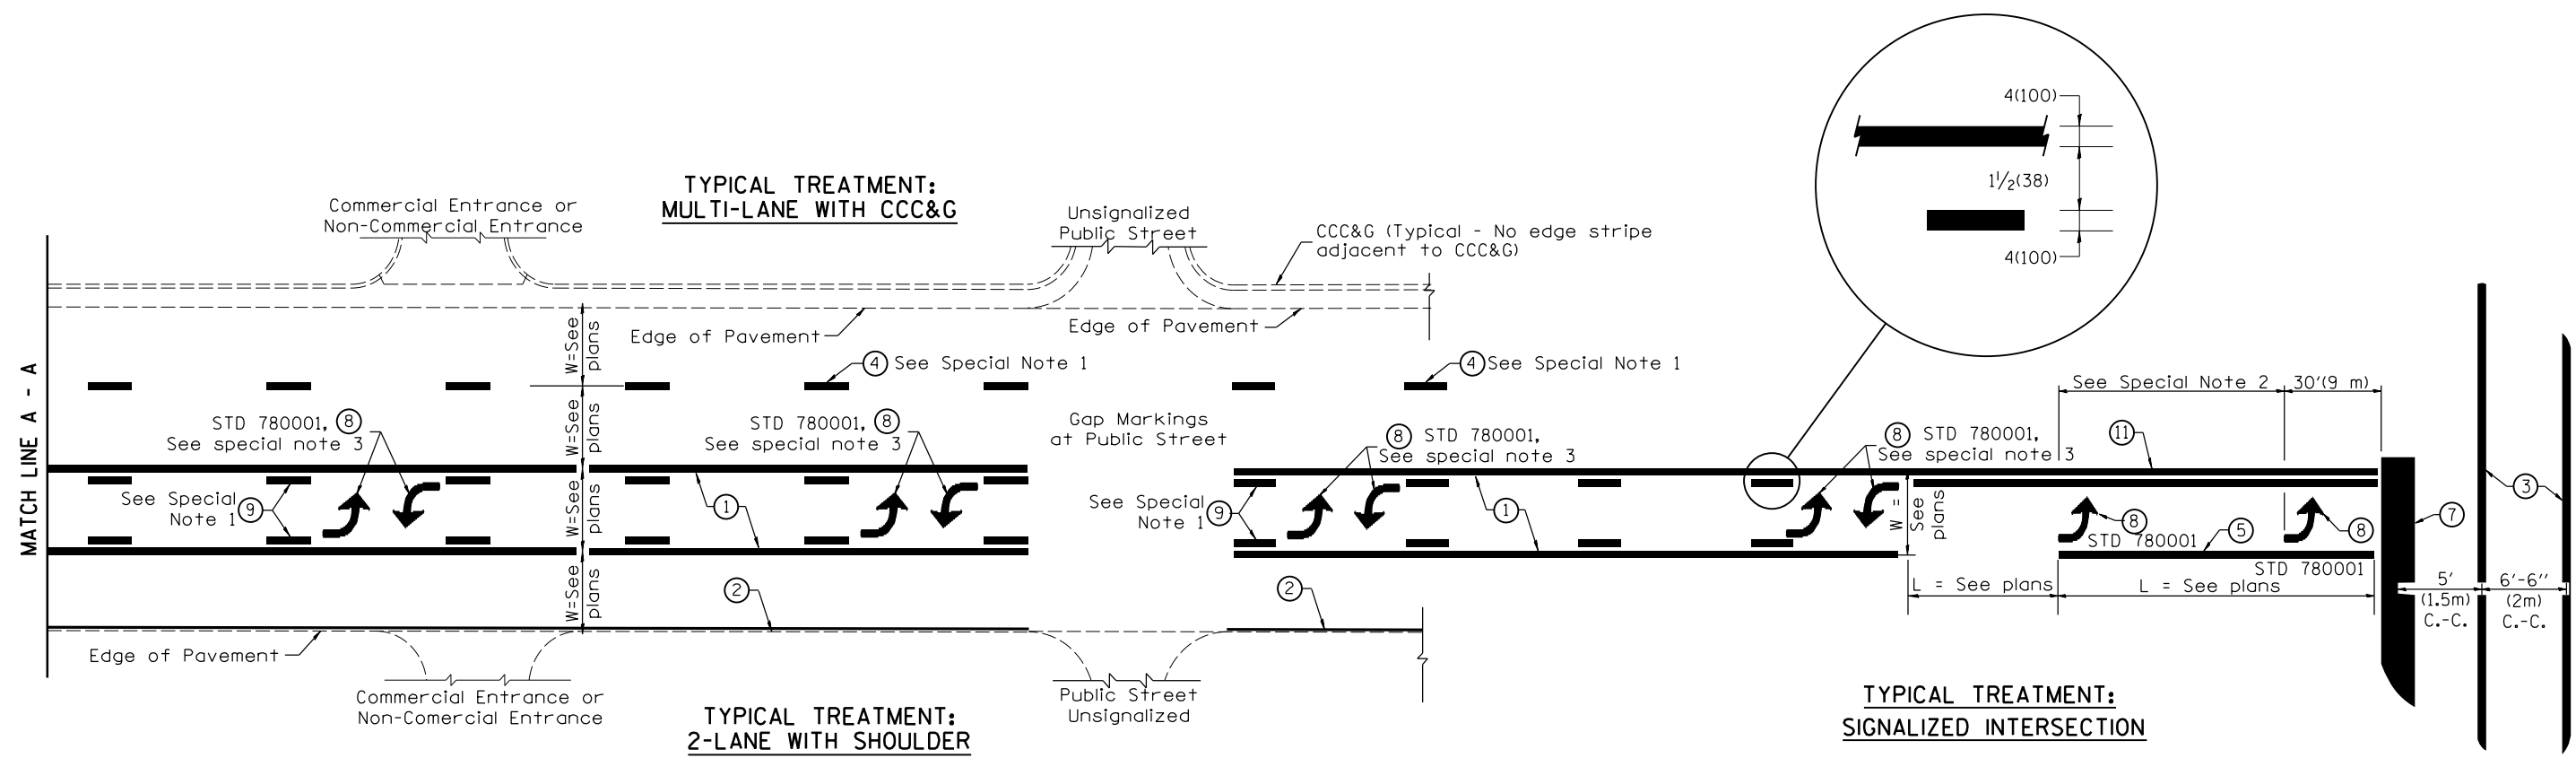 MATCH LINE A - A
TYPICAL TREATMENT:
MULTI-LANE WITH CCC&G
Commercial Entrance or
Non-Commercial Entrance
Unsignalized
Public Street
CCC&G (Typical - No edge stripe
adjacent to CCC&G)
Edge of Pavement
Edge of Pavement
W=See
plans
4 See Special Note 1
4 See Special Note 1
STD 780001, 8
See special note 3
W=See
plans
STD 780001, 8
See special note 3
Gap Markings
at Public Street
8 STD 780001,
See special note 3
8 STD 780001,
See special note 3
See Special
Note 1
9
W=See
plans
1
See Special
Note 1
9
1
W =
See
plans
4(100)
1½(38)
4(100)
See Special Note 2
30'(9 m)
11
3
7
8
STD 780001
5
8
STD 780001
L = See plans
L = See plans
5'
(1.5m)
C.-C.
6'-6"
(2m)
C.-C.
2
W=See
plans
2
Edge of Pavement
Commercial Entrance or
Non-Comercial Entrance
Public Street
Unsignalized
TYPICAL TREATMENT:
2-LANE WITH SHOULDER
TYPICAL TREATMENT:
SIGNALIZED INTERSECTION